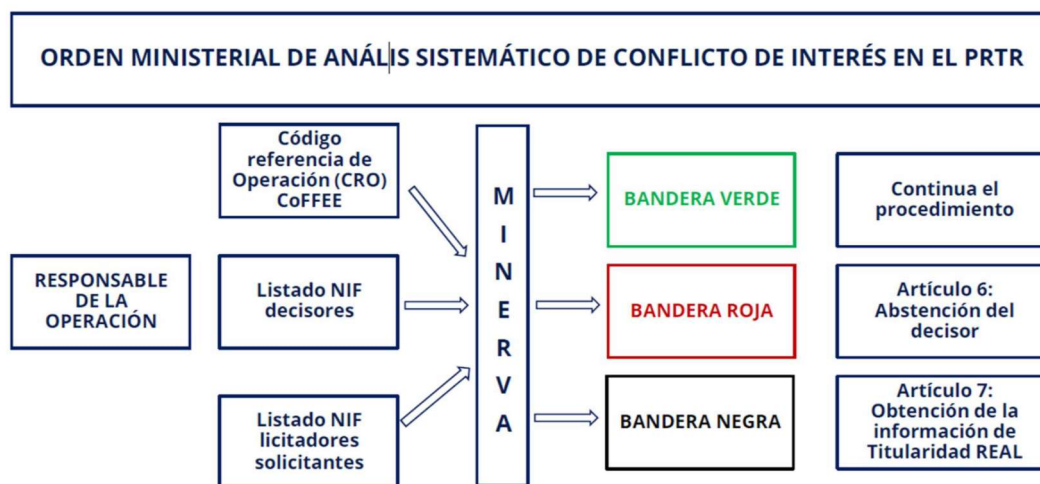 ORDEN MINISTERIAL DE ANÁLISIS SISTEMÁTICO DE CONFLICTO DE INTERÉS EN EL PRTR
RESPONSABLE
DE LA
OPERACIÓN
Código
referencia de
Operación (CRO)
CoFFEE
Listado NIF
decisores
Listado NIF
licitadores
solicitantes
M
I
N
E
R
V
A
BANDERA VERDE
Continua el
procedimiento
BANDERA ROJA
Artículo 6:
Abstención del
decisor
BANDERA NEGRA
Artículo 7:
Obtención de la
información de
Titularidad REAL